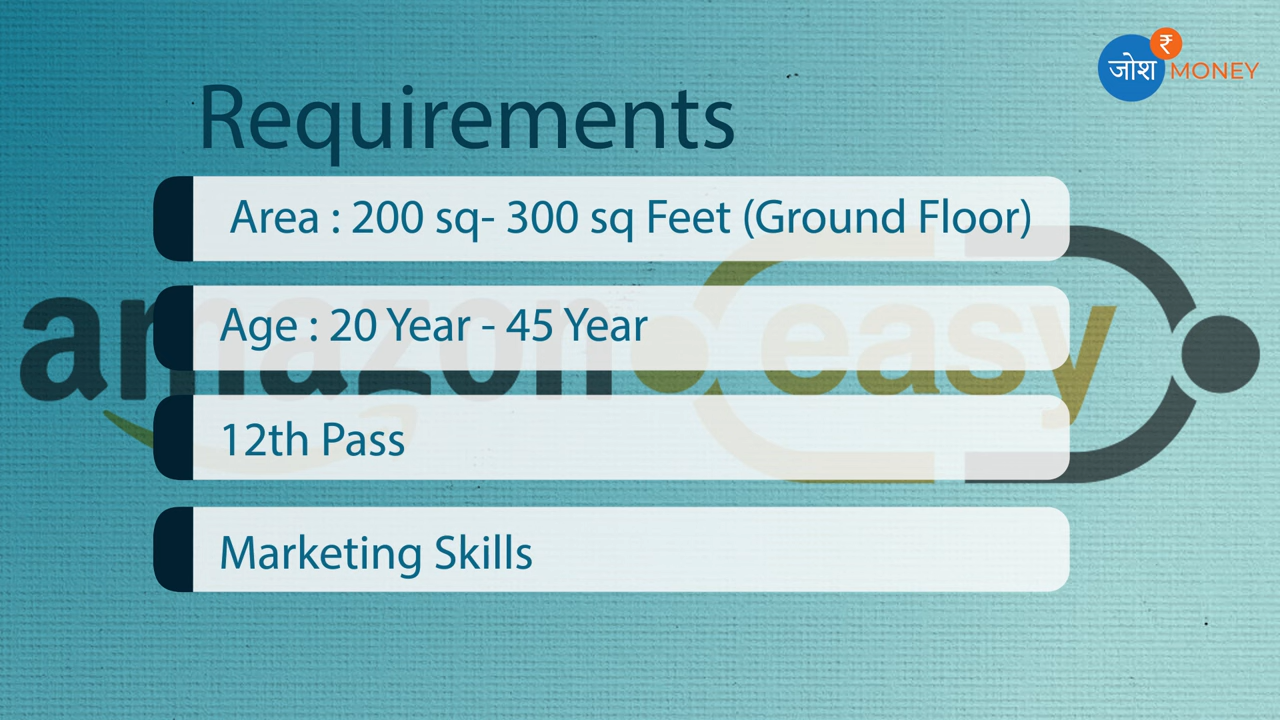 जोश ₹ MONEY
Requirements
Area : 200 sq- 300 sq Feet (Ground Floor)
Age : 20 Year - 45 Year
12th Pass
Marketing Skills
amazon easy